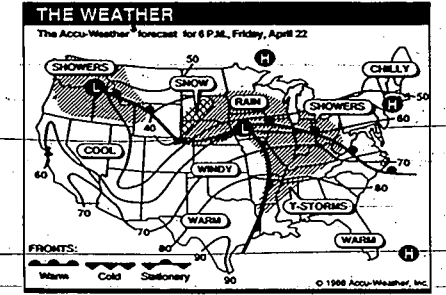 THE WEATHER
The Accu-Weather® forecast for 6 P.M., Friday, April 22
SHOWERS
50
H
SNOW
CHILLY
L
RAIN
SHOWERS
H
50
60
40
L
COOL
WINDY
70
60
80
T-STORMS
WARM
70
70
WARM
FRONTS:
80
90
H
Warm Cold Stationery
90
© 1988 Accu-Weather, Inc.